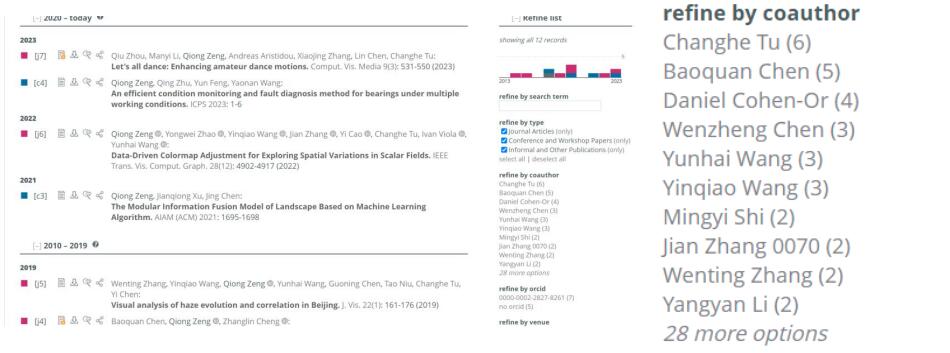 [–] 2020 – today
2023
[j7] Qiu Zhou, Manyi Li, Qiong Zeng, Andreas Aristidou, Xiaojing Zhang, Lin Chen, Changhe Tu:
Let's all dance: Enhancing amateur dance motions. Comput. Vis. Media 9(3): 531-550 (2023)
[c4] Qiong Zeng, Qing Zhu, Yun Feng, Yaonan Wang:
An efficient condition monitoring and fault diagnosis method for bearings under multiple
working conditions. ICPS 2023: 1-6
2022
[j6] Qiong Zeng, Yongwei Zhao, Yinqiao Wang, Jian Zhang, Yi Cao, Changhe Tu, Ivan Viola,
Yunhai Wang:
Data-Driven Colormap Adjustment for Exploring Spatial Variations in Scalar Fields. IEEE
Trans. Vis. Comput. Graph. 28(12): 4902-4917 (2022)
2021
[c3] Qiong Zeng, Jianqiong Xu, Jing Chen:
The Modular Information Fusion Model of Landscape Based on Machine Learning
Algorithm. AIAM (ACM) 2021: 1695-1698
[–] 2010 – 2019
2019
[j5] Wenting Zhang, Yinqiao Wang, Qiong Zeng, Yunhai Wang, Guoning Chen, Tao Niu, Changhe Tu,
Yi Chen:
Visual analysis of haze evolution and correlation in Beijing. J. Vis. 22(1): 161-176 (2019)
[j4] Baoquan Chen, Qiong Zeng, Zhanglin Cheng:
[–] Refine list
showing all 12 records
2013 2023
refine by search term
refine by type
Journal Articles (only)
Conference and Workshop Papers (only)
Informal and Other Publications (only)
select all | deselect all
refine by coauthor
Changhe Tu (6)
Baoquan Chen (5)
Daniel Cohen-Or (4)
Wenzheng Chen (3)
Yunhai Wang (3)
Yinqiao Wang (3)
Mingyi Shi (2)
Jian Zhang 0070 (2)
Wenting Zhang (2)
Yangyan Li (2)
28 more options
refine by orcid
0000-0002-2827-8261 (7)
no orcid (5)
refine by venue
refine by coauthor
Changhe Tu (6)
Baoquan Chen (5)
Daniel Cohen-Or (4)
Wenzheng Chen (3)
Yunhai Wang (3)
Yinqiao Wang (3)
Mingyi Shi (2)
Jian Zhang 0070 (2)
Wenting Zhang (2)
Yangyan Li (2)
28 more options